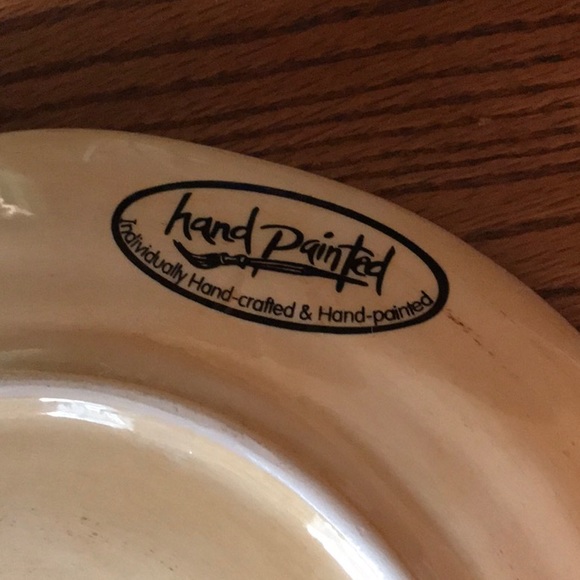 hand Painted
Individually Hand-crafted & Hand-painted